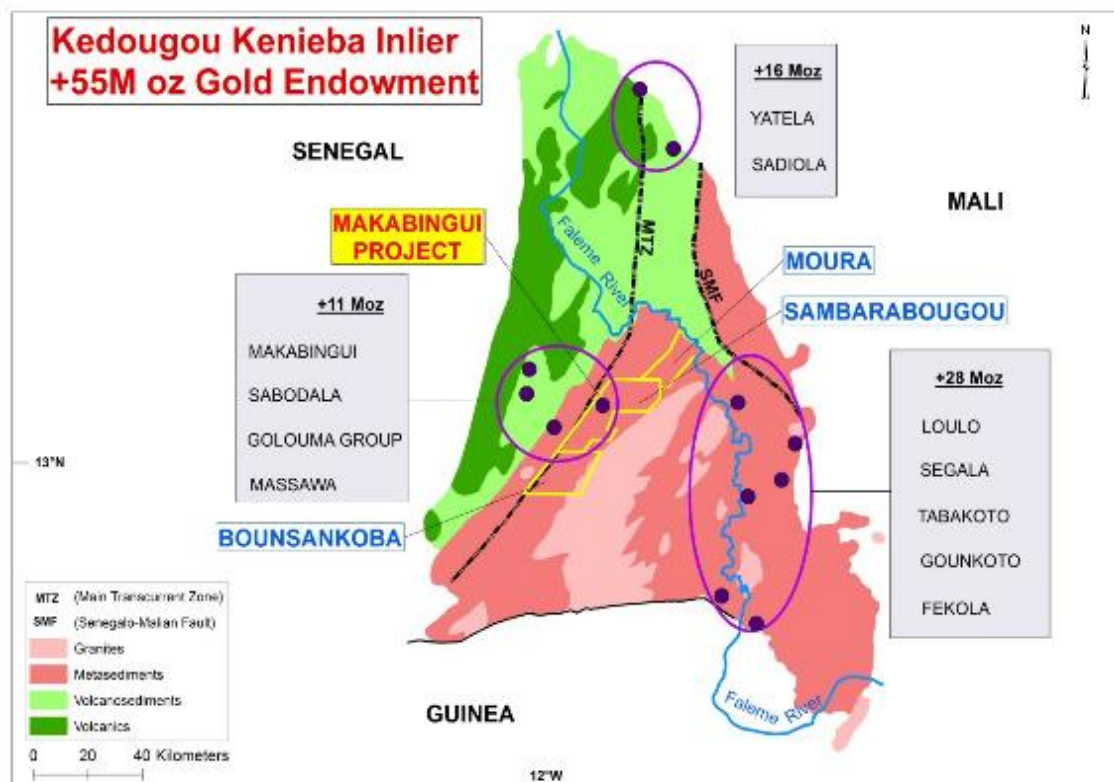 Kedougou Kenieba Inlier
+55M oz Gold Endowment
N
+16 Moz
YATELA
SADIOLA
SENEGAL
MALI
MAKABINGUI
PROJECT
Faleme River
MTZ
SMF
MOURA
SAMBARABOUGOU
+11 Moz
MAKABINGUI
SABODALA
GOLOUMA GROUP
MASSAWA
+28 Moz
LOULO
SEGALA
TABAKOTO
GOUNKOTO
FEKOLA
13°N
BOUNSANKOBA
MTZ (Main Transcurrent Zone)
SMF (Senegalo-Malian Fault)
Granites
Metasediments
Volcanosediments
Volcanics
0 20 40 Kilometers
GUINEA
Faleme River
12°W